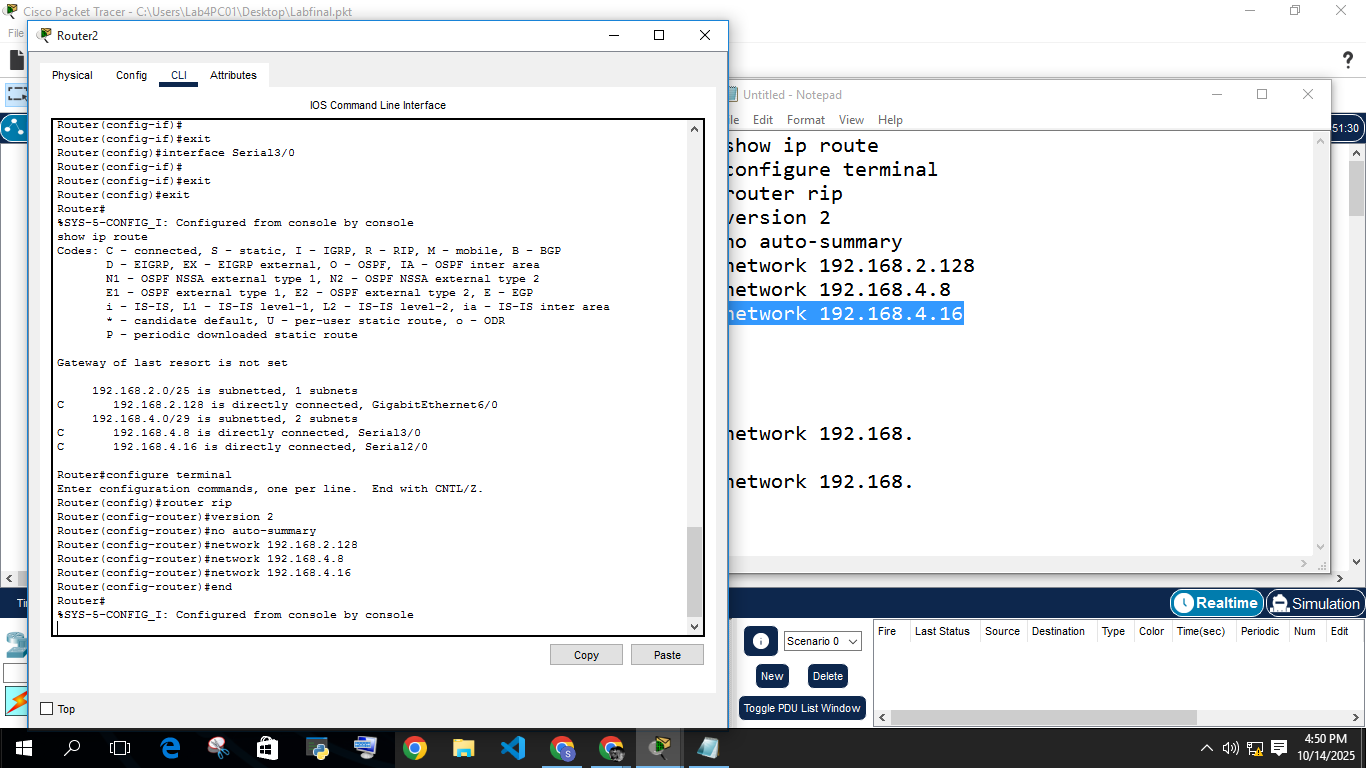 Cisco Packet Tracer - C:\Users\Lab4PC01\Desktop\Labfinal.pkt
File
Router2
Physical Config CLI Attributes
IOS Command Line Interface
Router(config-if)#
Router(config-if)#exit
Router(config)#interface Serial3/0
Router(config-if)#
Router(config-if)#exit
Router(config)#exit
Router#
%SYS-5-CONFIG_I: Configured from console by console
show ip route
Codes: C - connected, S - static, I - IGRP, R - RIP, M - mobile, B - BGP
D - EIGRP, EX - EIGRP external, O - OSPF, IA - OSPF inter area
N1 - OSPF NSSA external type 1, N2 - OSPF NSSA external type 2
E1 - OSPF external type 1, E2 - OSPF external type 2, E - EGP
i - IS-IS, L1 - IS-IS level-1, L2 - IS-IS level-2, ia - IS-IS inter area
* - candidate default, U - per-user static route, o - ODR
P - periodic downloaded static route
Gateway of last resort is not set
192.168.2.0/25 is subnetted, 1 subnets
C 192.168.2.128 is directly connected, GigabitEthernet6/0
192.168.4.0/29 is subnetted, 2 subnets
C 192.168.4.8 is directly connected, Serial3/0
C 192.168.4.16 is directly connected, Serial2/0
Router#configure terminal
Enter configuration commands, one per line. End with CNTL/Z.
Router(config)#router rip
Router(config-router)#version 2
Router(config-router)#no auto-summary
Router(config-router)#network 192.168.2.128
Router(config-router)#network 192.168.4.8
Router(config-router)#network 192.168.4.16
Router(config-router)#end
Router#
%SYS-5-CONFIG_I: Configured from console by console
Copy Paste
Top
Untitled - Notepad
le Edit Format View Help
show ip route
configure terminal
router rip
version 2
no auto-summary
network 192.168.2.128
network 192.168.4.8
network 192.168.4.16
network 192.168.
network 192.168.
51:30
Ti
Realtime Simulation
Scenario 0
New Delete
Toggle PDU List Window
Fire Last Status Source Destination Type Color Time(sec) Periodic Num Edit
4:50 PM
10/14/2025